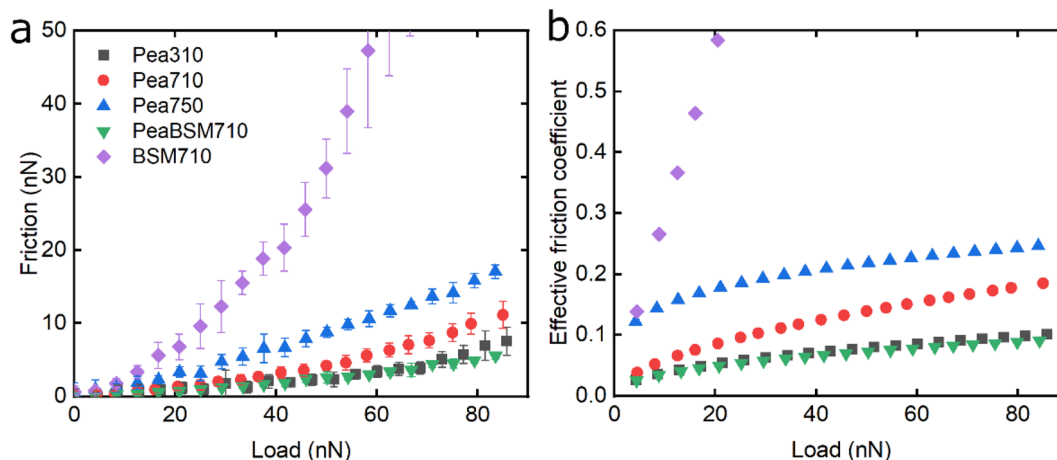 a
50
40
30
20
10
0
Friction (nN)
Pea310
Pea710
Pea750
PeaBSM710
BSM710
0 20 40 60 80
Load (nN)
b
0.6
0.5
0.4
0.3
0.2
0.1
0.0
Effective friction coefficient
0 20 40 60 80
Load (nN)